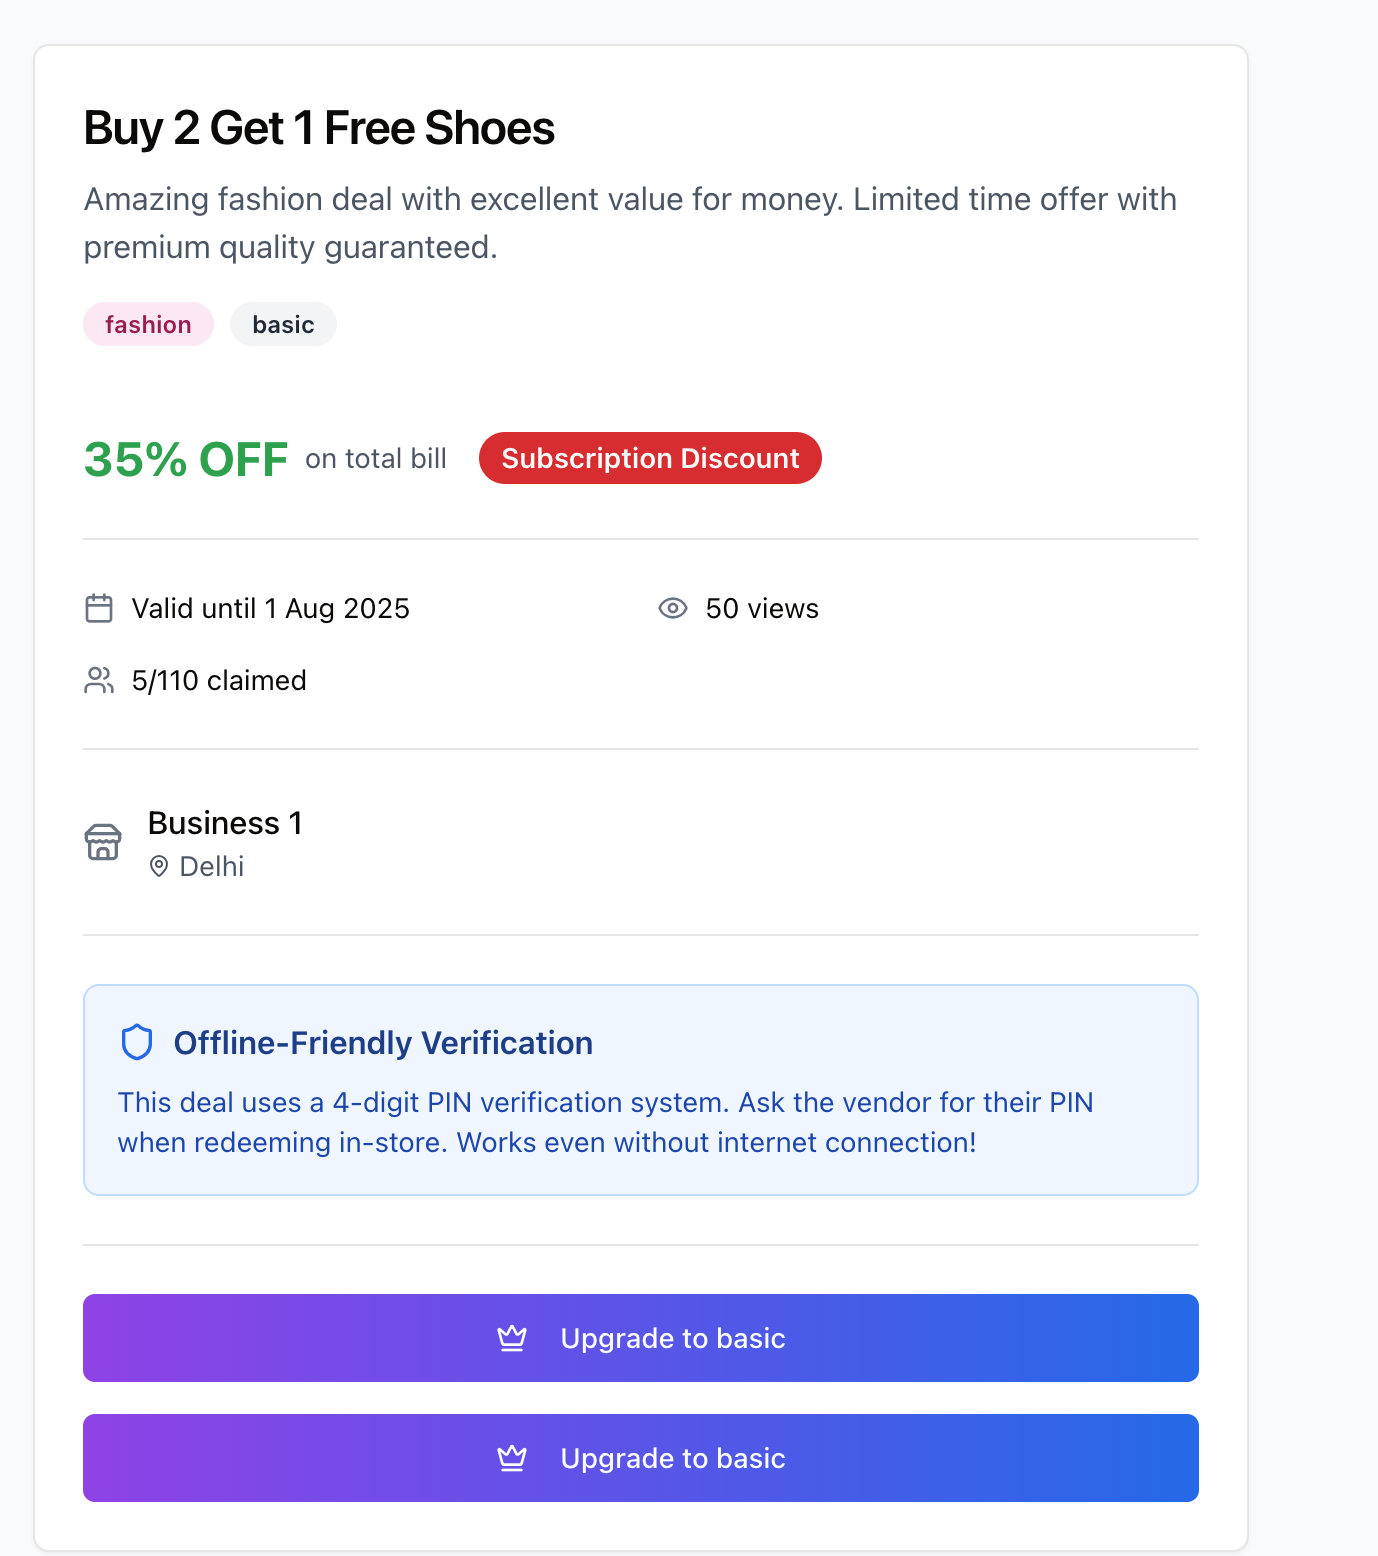 Buy 2 Get 1 Free Shoes
Amazing fashion deal with excellent value for money. Limited time offer with
premium quality guaranteed.
fashion basic
35% OFF on total bill Subscription Discount
Valid until 1 Aug 2025 50 views
5/110 claimed
Business 1
Delhi
Offline-Friendly Verification
This deal uses a 4-digit PIN verification system. Ask the vendor for their PIN
when redeeming in-store. Works even without internet connection!
Upgrade to basic
Upgrade to basic